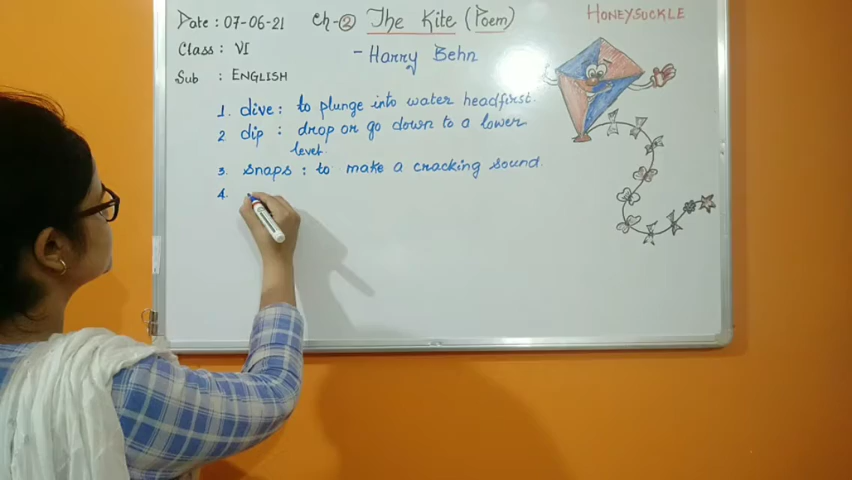 Date : 07-06-21
Ch-② The Kite (Poem)
HONEYSUCKLE
Class : VI
- Harry Behn
Sub : ENGLISH
1. dive : to plunge into water headfirst.
2 dip : drop or go down to a lower
level.
3. snaps : to make a cracking sound.
4.